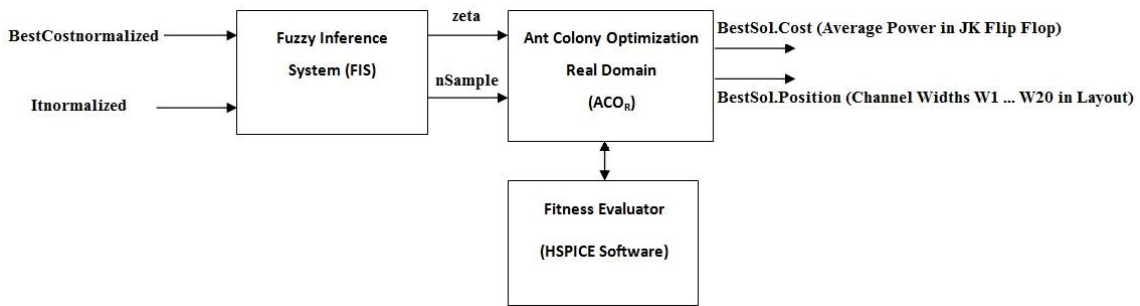 BestCostnormalized
Itnormalized
Fuzzy Inference
System (FIS)
zeta
nSample
Ant Colony Optimization
Real Domain
(ACOR)
BestSol.Cost (Average Power in JK Flip Flop)
BestSol.Position (Channel Widths W1 ... W20 in Layout)
Fitness Evaluator
(HSPICE Software)